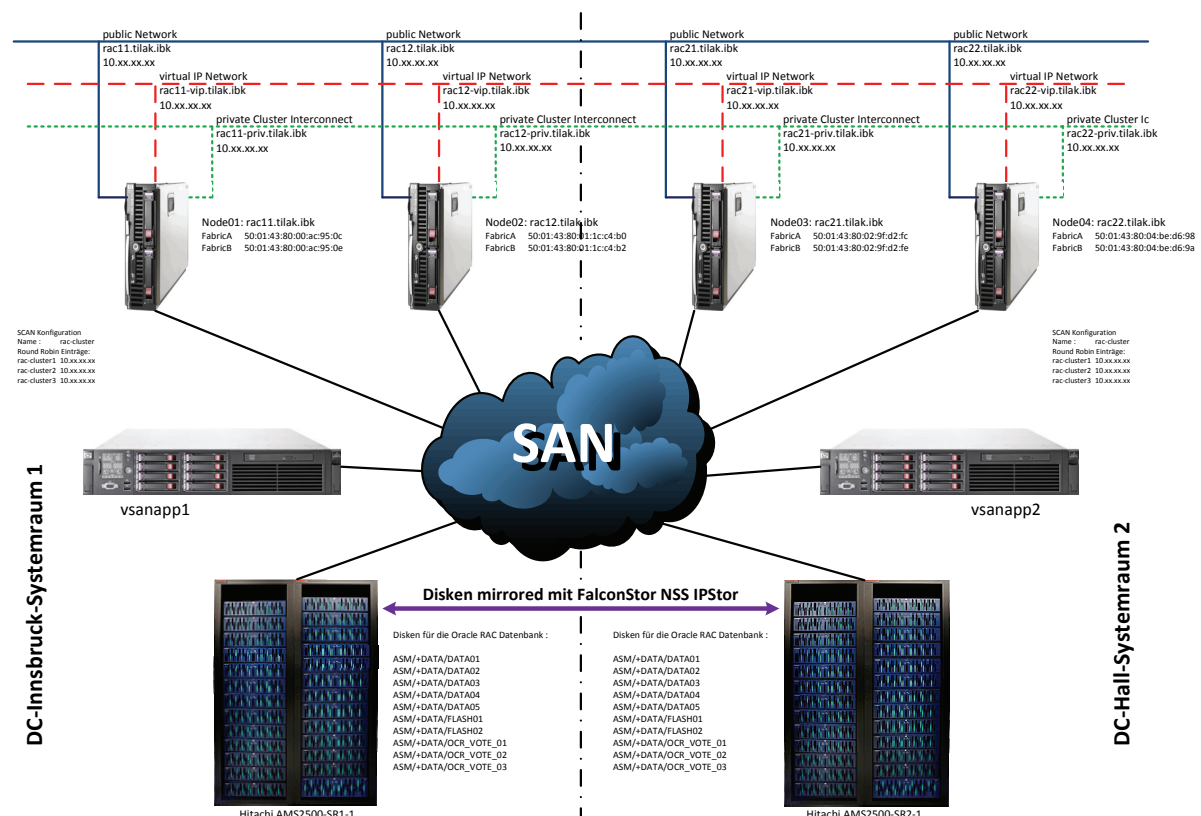 public Network
rac11.tilak.ibk
10.xx.xx.xx
public Network
rac12.tilak.ibk
10.xx.xx.xx
public Network
rac21.tilak.ibk
10.xx.xx.xx
public Network
rac22.tilak.ibk
10.xx.xx.xx
virtual IP Network
rac11-vip.tilak.ibk
10.xx.xx.xx
virtual IP Network
rac12-vip.tilak.ibk
10.xx.xx.xx
virtual IP Network
rac21-vip.tilak.ibk
10.xx.xx.xx
virtual IP Network
rac22-vip.tilak.ibk
10.xx.xx.xx
private Cluster Interconnect
rac11-priv.tilak.ibk
10.xx.xx.xx
private Cluster Interconnect
rac12-priv.tilak.ibk
10.xx.xx.xx
private Cluster Interconnect
rac21-priv.tilak.ibk
10.xx.xx.xx
private Cluster Ic
rac22-priv.tilak.ibk
10.xx.xx.xx
Node01: rac11.tilak.ibk
FabricA 50:01:43:80:00:ac:95:0c
FabricB 50:01:43:80:00:ac:95:0e
Node02: rac12.tilak.ibk
FabricA 50:01:43:80:01:1c:c4:b0
FabricB 50:01:43:80:01:1c:c4:b2
Node03: rac21.tilak.ibk
FabricA 50:01:43:80:02:9f:d2:fc
FabricB 50:01:43:80:02:9f:d2:fe
Node04: rac22.tilak.ibk
FabricA 50:01:43:80:04:be:d6:98
FabricB 50:01:43:80:04:be:d6:9a
SCAN Konfiguration
Name : rac-cluster
Round Robin Einträge:
rac-cluster1 10.xx.xx.xx
rac-cluster2 10.xx.xx.xx
rac-cluster3 10.xx.xx.xx
SCAN Konfiguration
Name : rac-cluster
Round Robin Einträge:
rac-cluster1 10.xx.xx.xx
rac-cluster2 10.xx.xx.xx
rac-cluster3 10.xx.xx.xx
SAN
vsanapp1
vsanapp2
DC-Innsbruck-Systemraum 1
DC-Hall-Systemraum 2
Disken mirrored mit FalconStor NSS IPStor
Disken für die Oracle RAC Datenbank :
ASM/+DATA/DATA01
ASM/+DATA/DATA02
ASM/+DATA/DATA03
ASM/+DATA/DATA04
ASM/+DATA/DATA05
ASM/+DATA/FLASH01
ASM/+DATA/FLASH02
ASM/+DATA/OCR_VOTE_01
ASM/+DATA/OCR_VOTE_02
ASM/+DATA/OCR_VOTE_03
Disken für die Oracle RAC Datenbank :
ASM/+DATA/DATA01
ASM/+DATA/DATA02
ASM/+DATA/DATA03
ASM/+DATA/DATA04
ASM/+DATA/DATA05
ASM/+DATA/FLASH01
ASM/+DATA/FLASH02
ASM/+DATA/OCR_VOTE_01
ASM/+DATA/OCR_VOTE_02
ASM/+DATA/OCR_VOTE_03
Hitachi AMS2500-SR1-1
Hitachi AMS2500-SR2-1